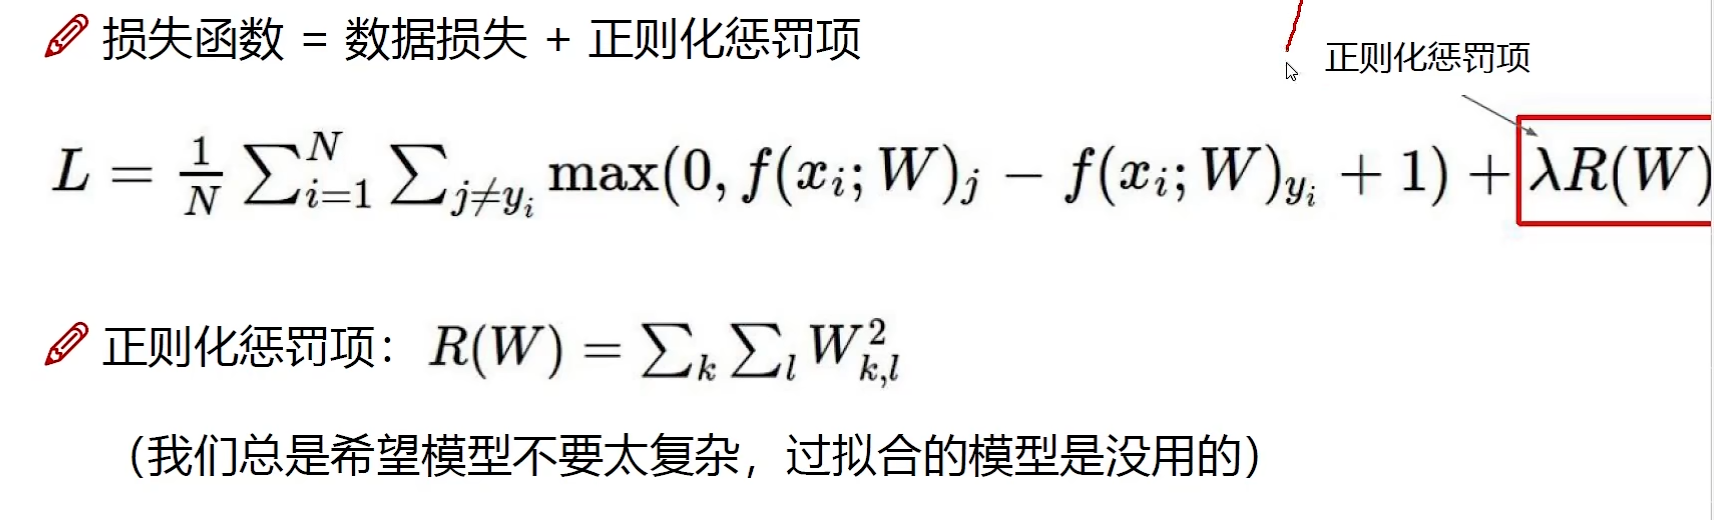 损失函数 = 数据损失 + 正则化惩罚项
正则化惩罚项
L = \frac{1}{N} \sum_{i=1}^{N} \sum_{j \neq y_i} \max(0, f(x_i; W)_j - f(x_i; W)_{y_i} + 1) + \lambda R(W)
正则化惩罚项： R(W) = \sum_k \sum_l W_{k,l}^2
（我们总是希望模型不要太复杂，过拟合的模型是没用的）